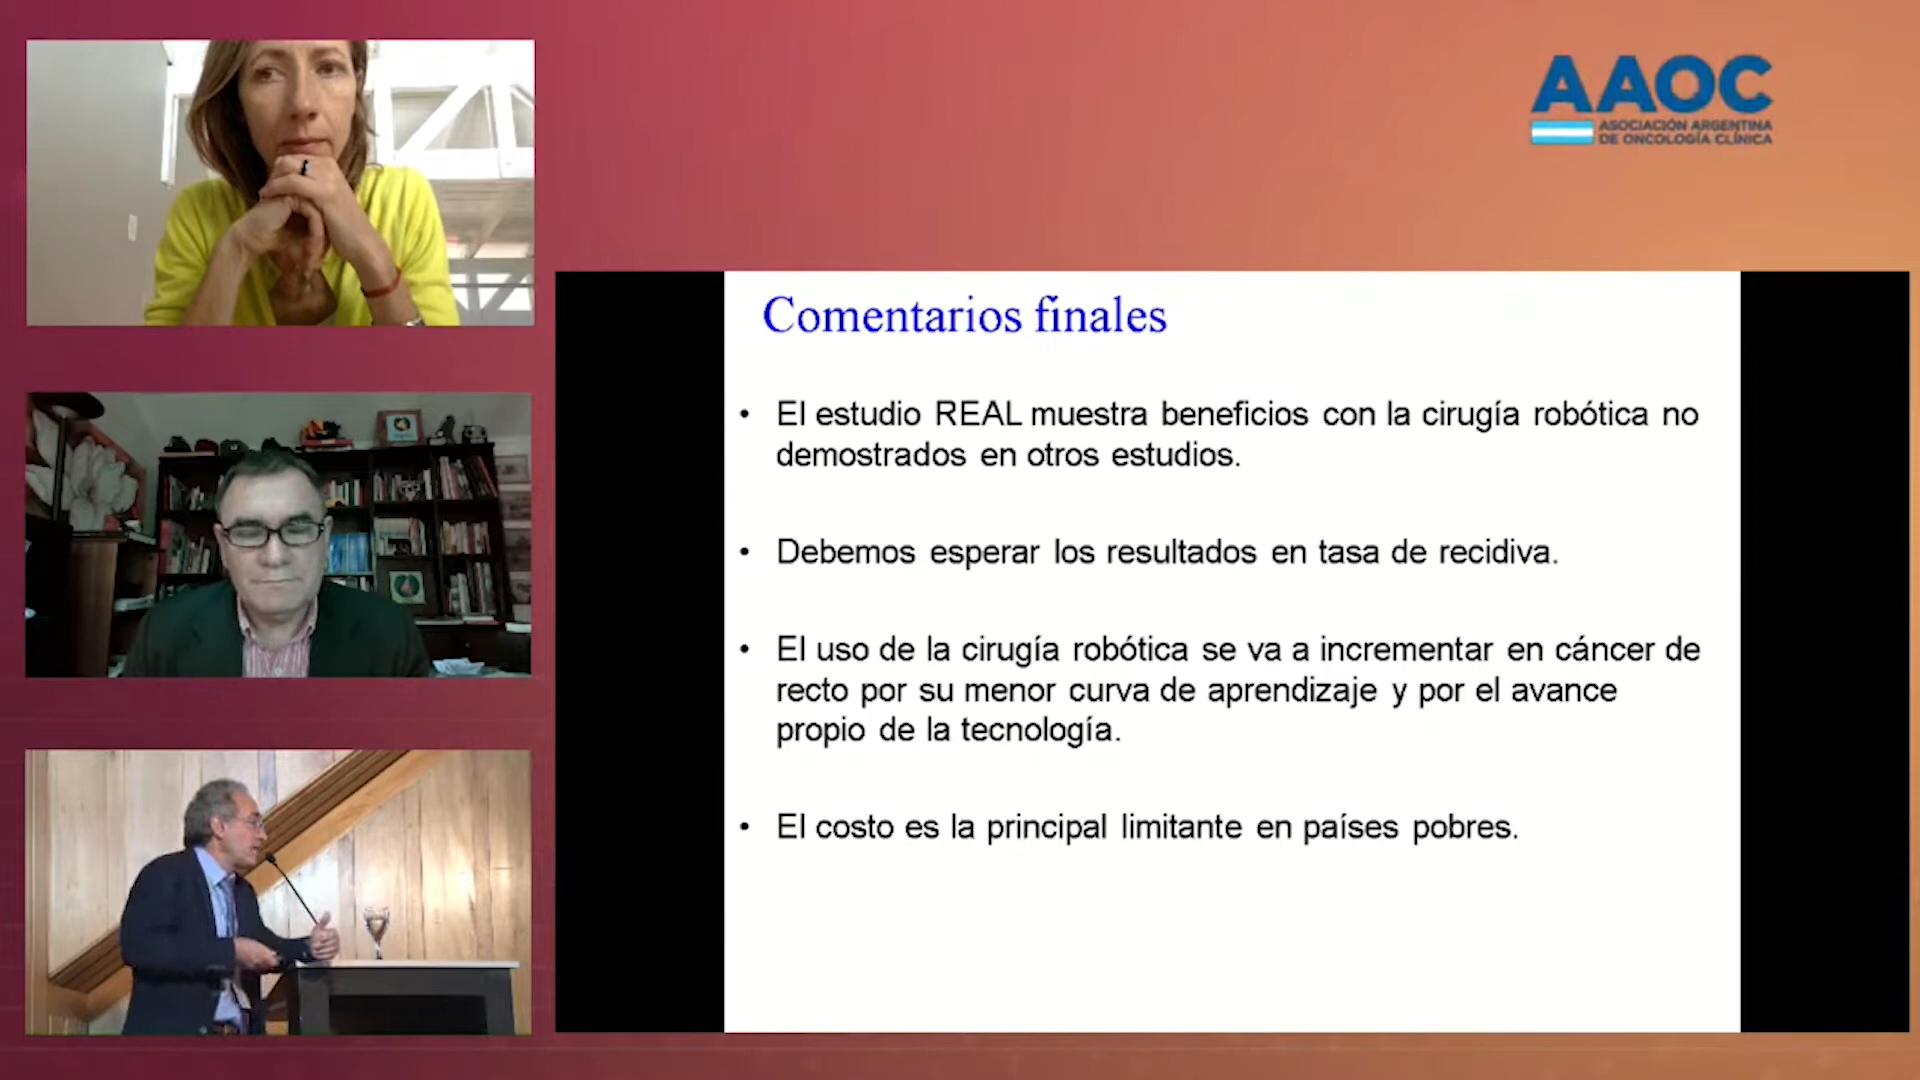 AAOC
ASOCIACIÓN ARGENTINA
DE ONCOLOGÍA CLÍNICA
Comentarios finales
• El estudio REAL muestra beneficios con la cirugía robótica no
demostrados en otros estudios.
• Debemos esperar los resultados en tasa de recidiva.
• El uso de la cirugía robótica se va a incrementar en cáncer de
recto por su menor curva de aprendizaje y por el avance
propio de la tecnología.
• El costo es la principal limitante en países pobres.